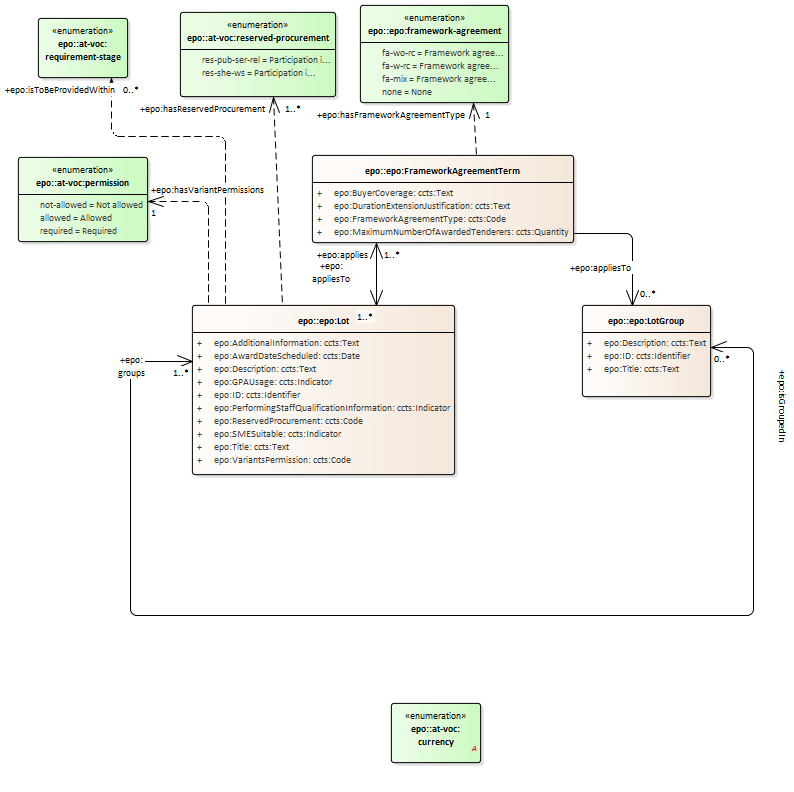 «enumeration»
epo::at-voc:
requirement-stage
«enumeration»
epo::at-voc:reserved-procurement
res-pub-ser-rel = Participation i...
res-she-ws = Participation i...
«enumeration»
epo::epo:framework-agreement
fa-wo-rc = Framework agree...
fa-w-rc = Framework agree...
fa-mix = Framework agree...
none = None
+epo:isToBeProvidedWithin 0..*
+epo:hasReservedProcurement 1..*
+epo:hasFrameworkAgreementType 1
«enumeration»
epo::at-voc:permission
not-allowed = Not allowed
allowed = Allowed
required = Required
+epo:hasVariantPermissions
1
epo::epo:FrameworkAgreementTerm
+ epo:BuyerCoverage: ccts:Text
+ epo:DurationExtensionJustification: ccts:Text
+ epo:FrameworkAgreementType: ccts:Code
+ epo:MaximumNumberOfAwardedTenderers: ccts:Quantity
+epo:applies 1..*
+epo:
appliesTo
+epo:appliesTo
0..*
epo::epo:Lot 1..*
+ epo:AdditionalInformation: ccts:Text
+ epo:AwardDateScheduled: ccts:Date
+ epo:Description: ccts:Text
+ epo:GPAUsage: ccts:Indicator
+ epo:ID: ccts:Identifier
+ epo:PerformingStaffQualificationInformation: ccts:Indicator
+ epo:ReservedProcurement: ccts:Code
+ epo:SMESuitable: ccts:Indicator
+ epo:Title: ccts:Text
+ epo:VariantsPermission: ccts:Code
epo::epo:LotGroup
+ epo:Description: ccts:Text
+ epo:ID: ccts:Identifier
+ epo:Title: ccts:Text
+epo:
groups
1..*
0..*
+epo:isGroupedIn
«enumeration»
epo::at-voc:
currency
A